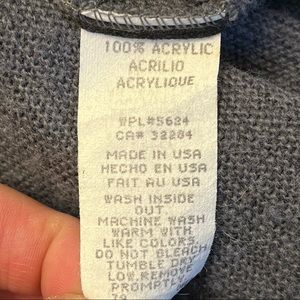 100% ACRYLIC
ACRILIO
ACRYLIQUE
WPL#5624
CA# 32284
MADE IN USA
HECHO EN USA
FAIT AU USA
WASH INSIDE
OUT.
MACHINE WASH
WARM WITH
LIKE COLORS.
DO NOT BLEACH
TUMBLE DRY
LOW.REMOVE
PROMPTLY.